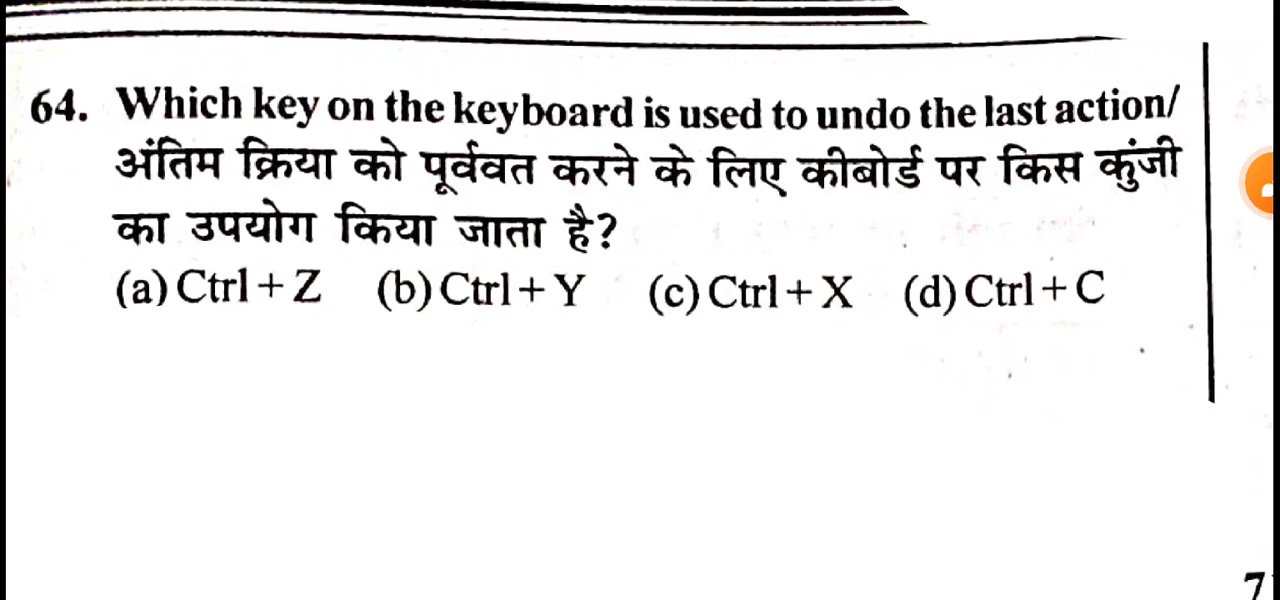 64. Which key on the keyboard is used to undo the last action/
अंतिम क्रिया को पूर्ववत करने के लिए कीबोर्ड पर किस कुंजी
का उपयोग किया जाता है?
(a) Ctrl + Z (b) Ctrl + Y (c) Ctrl + X (d) Ctrl + C
7